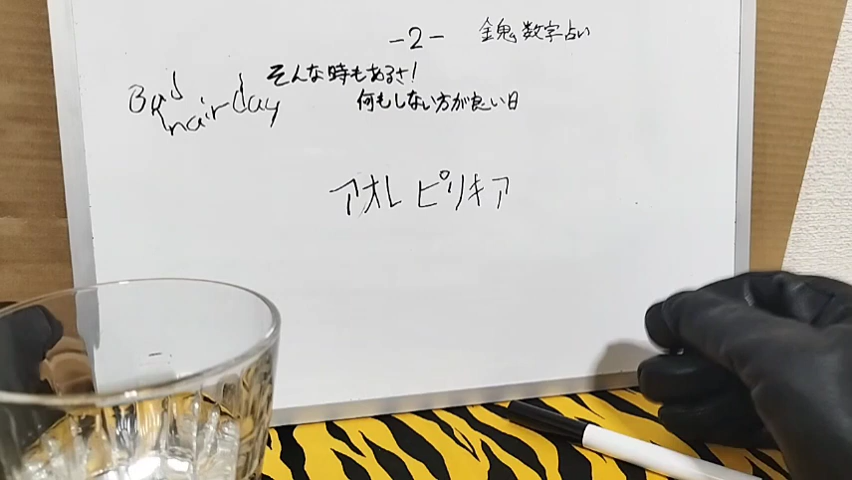 -2-
金鬼数字占い
Bad hair day
そんな時もあるさ!
何もしない方が良い日
アオレ ピリキア